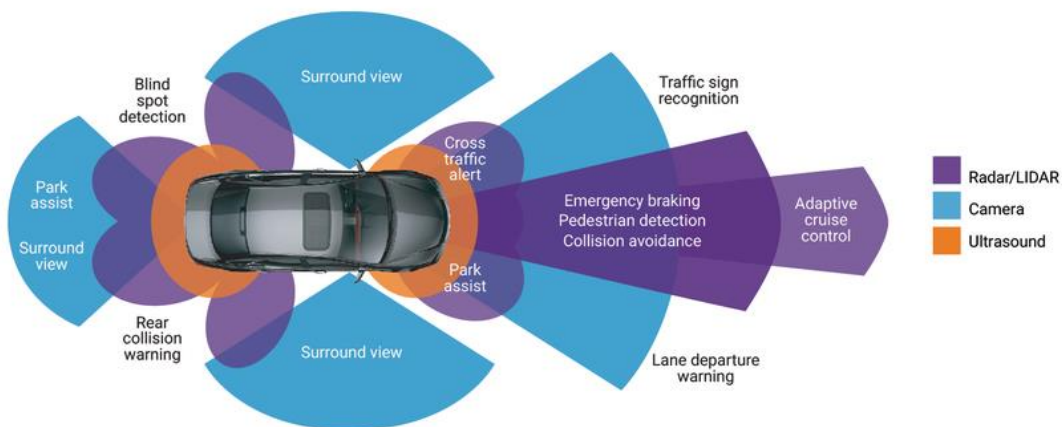 Surround view
Blind
spot
detection
Traffic sign
recognition
Cross
traffic
alert
Park
assist
Surround
view
Emergency braking
Pedestrian detection
Collision avoidance
Adaptive
cruise
control
Radar/LIDAR
Camera
Ultrasound
Park
assist
Rear
collision
warning
Surround view
Lane departure
warning